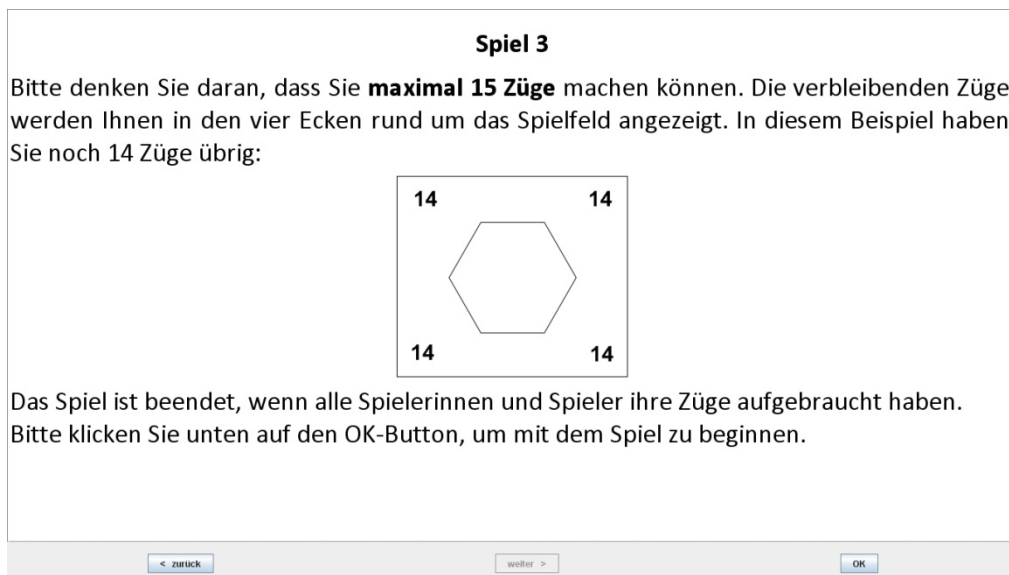 Spiel 3
Bitte denken Sie daran, dass Sie maximal 15 Züge machen können. Die verbleibenden Züge
werden Ihnen in den vier Ecken rund um das Spielfeld angezeigt. In diesem Beispiel haben
Sie noch 14 Züge übrig:
14 14
14 14
Das Spiel ist beendet, wenn alle Spielerinnen und Spieler ihre Züge aufgebraucht haben.
Bitte klicken Sie unten auf den OK-Button, um mit dem Spiel zu beginnen.
< zurück weiter > OK